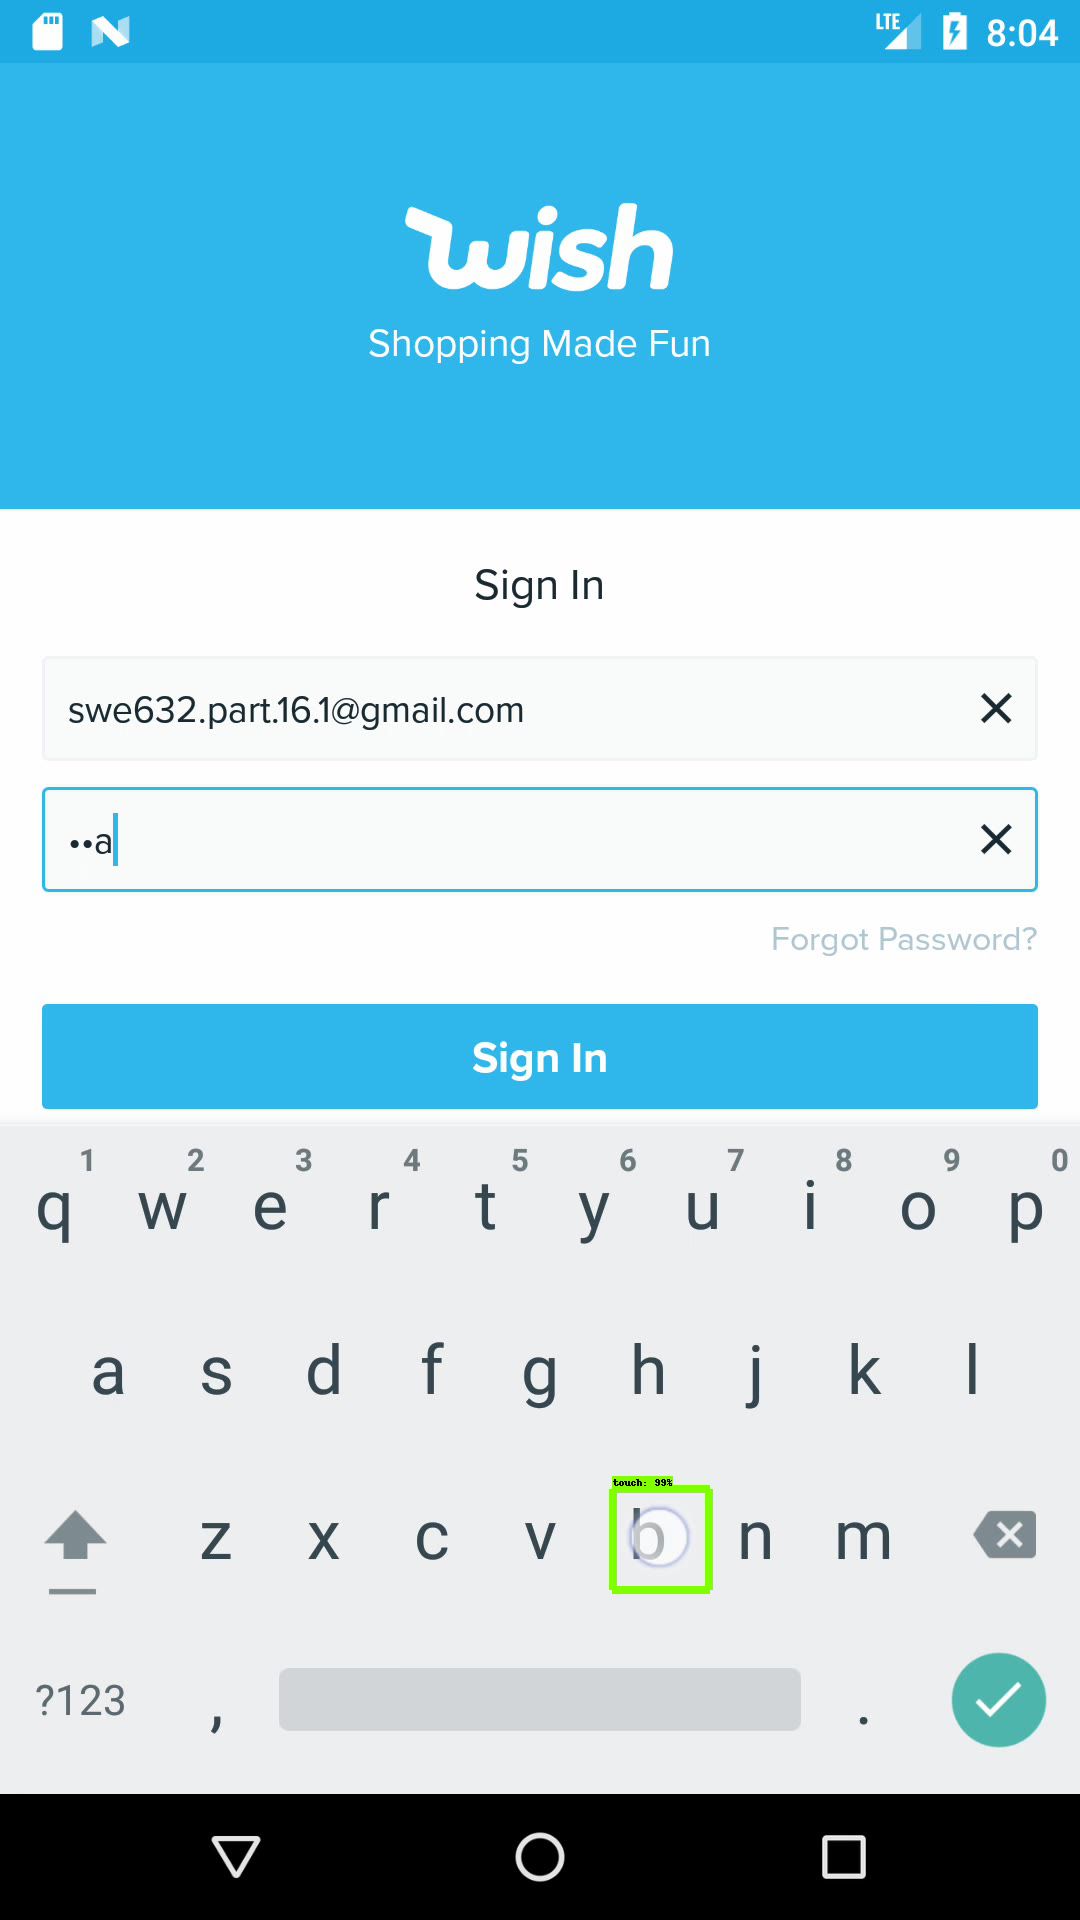 LTE 8:04
wish
Shopping Made Fun
Sign In
swe632.part.16.1@gmail.com
••a
Forgot Password?
Sign In
1 2 3 4 5 6 7 8 9 0
q w e r t y u i o p
a s d f g h j k l
touch: 99%
z x c v b n m
?123 , .